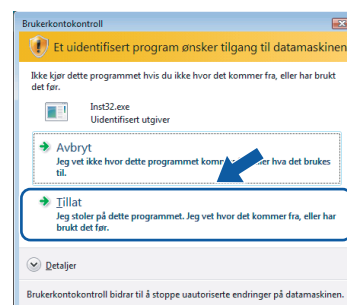 Brukerkontokontroll
Et uidentifisert program ønsker tilgang til datamaskinen
Ikke kjør dette programmet hvis du ikke hvor det kommer fra, eller har brukt
det før.
Inst32.exe
Uidentifisert utgiver
Avbryt
Jeg vet ikke hvor dette programmet kom er hva det brukes
til.
Tillat
Jeg stoler på dette programmet. Jeg vet hvor det kommer fra, eller har
brukt det før.
Detaljer
Brukerkontokontroll bidrar til å stoppe uautoriserte endringer på datamaskinen.